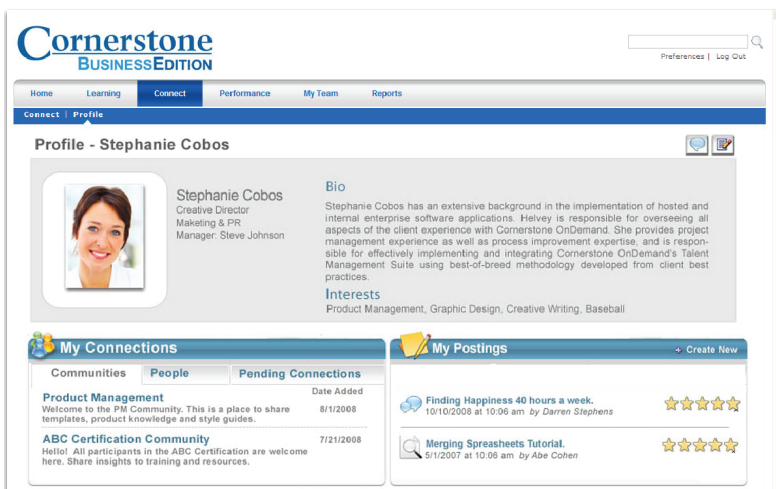 Cornerstone
BUSINESSEDITION
Preferences | Log Out
Home Learning Connect Performance My Team Reports
Connect | Profile
Profile - Stephanie Cobos
Stephanie Cobos
Creative Director
Maketing & PR
Manager: Steve Johnson
Bio
Stephanie Cobos has an extensive background in the implementation of hosted and
internal enterprise software applications. Helvey is responsible for overseeing all
aspects of the client experience with Cornerstone OnDemand. She provides project
management experience as well as process improvement expertise, and is respon-
sible for effectively implementing and integrating Cornerstone OnDemand's Talent
Management Suite using best-of-breed methodology developed from client best
practices.
Interests
Product Management, Graphic Design, Creative Writing, Baseball
My Connections
Communities People Pending Connections
Date Added
Product Management
Welcome to the PM Community. This is a place to share 8/1/2008
templates, product knowledge and style guides.
ABC Certification Community 7/21/2008
Hello! All participants in the ABC Certification are welcome
here. Share insights to training and resources.
My Postings + Create New
Finding Happiness 40 hours a week.
10/10/2008 at 10:06 am by Darren Stephens
Merging Spreasheets Tutorial.
5/1/2007 at 10:06 am by Abe Cohen